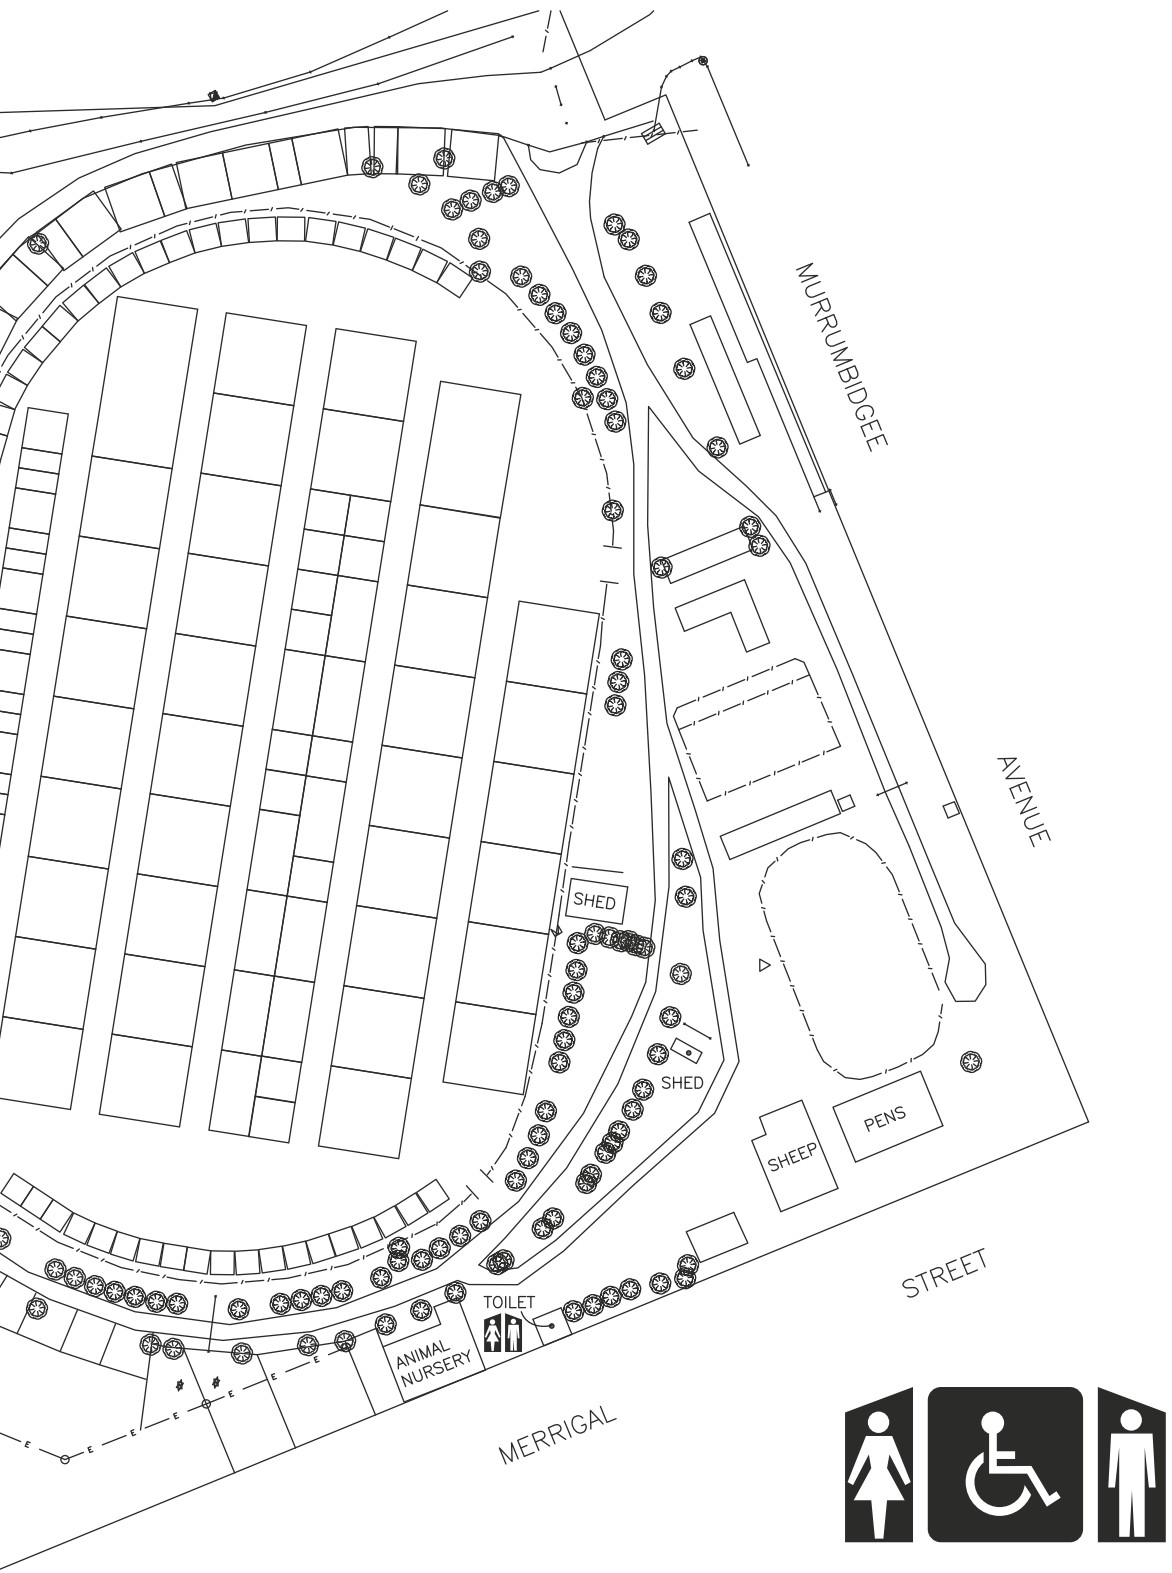 MURRUMBIDGEE
AVENUE
SHED
SHED
PENS
SHEEP
STREET
TOILET
ANIMAL
NURSERY
E
E
E
E
E
E
E
MERRIGAL